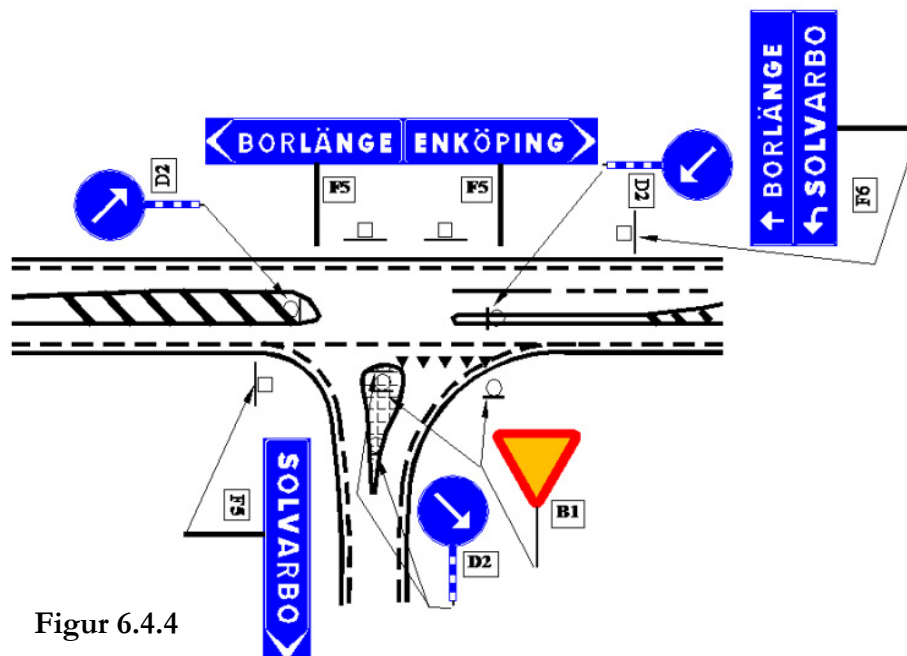 BORLÄNGE
SOLVARBO
F6
BORLÄNGE ENKÖPING
D2
F5
F5
D2
SOLVARBO
F5
B1
D2
Figur 6.4.4